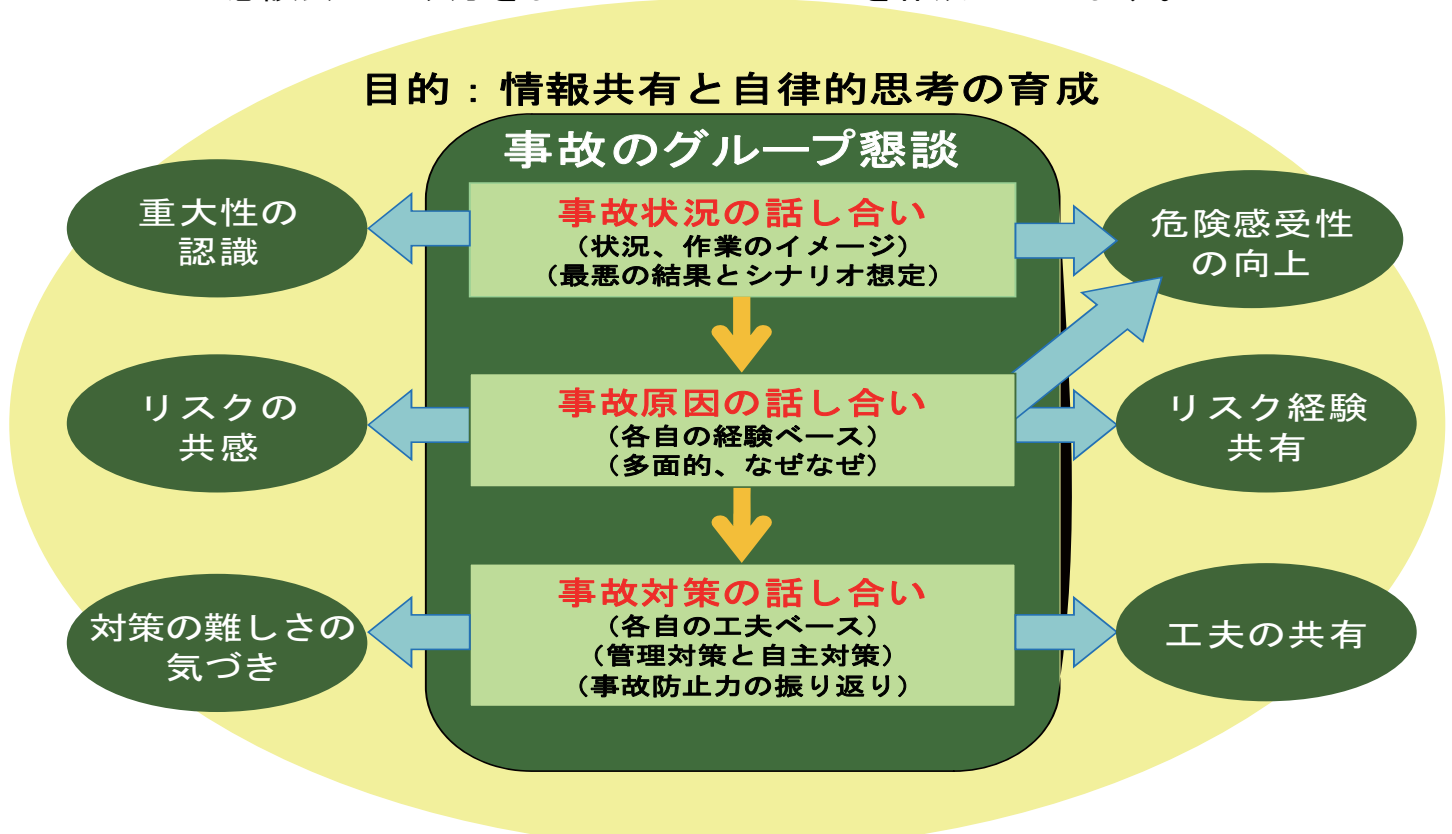 目的：情報共有と自律的思考の育成
事故のグループ懇談
事故状況の話し合い
（状況、作業のイメージ）
（最悪の結果とシナリオ想定）
重大性の
認識
危険感受性
の向上
事故原因の話し合い
（各自の経験ベース）
（多面的、なぜなぜ）
リスクの
共感
リスク経験
共有
事故対策の話し合い
（各自の工夫ベース）
（管理対策と自主対策）
（事故防止力の振り返り）
対策の難しさの
気づき
工夫の共有